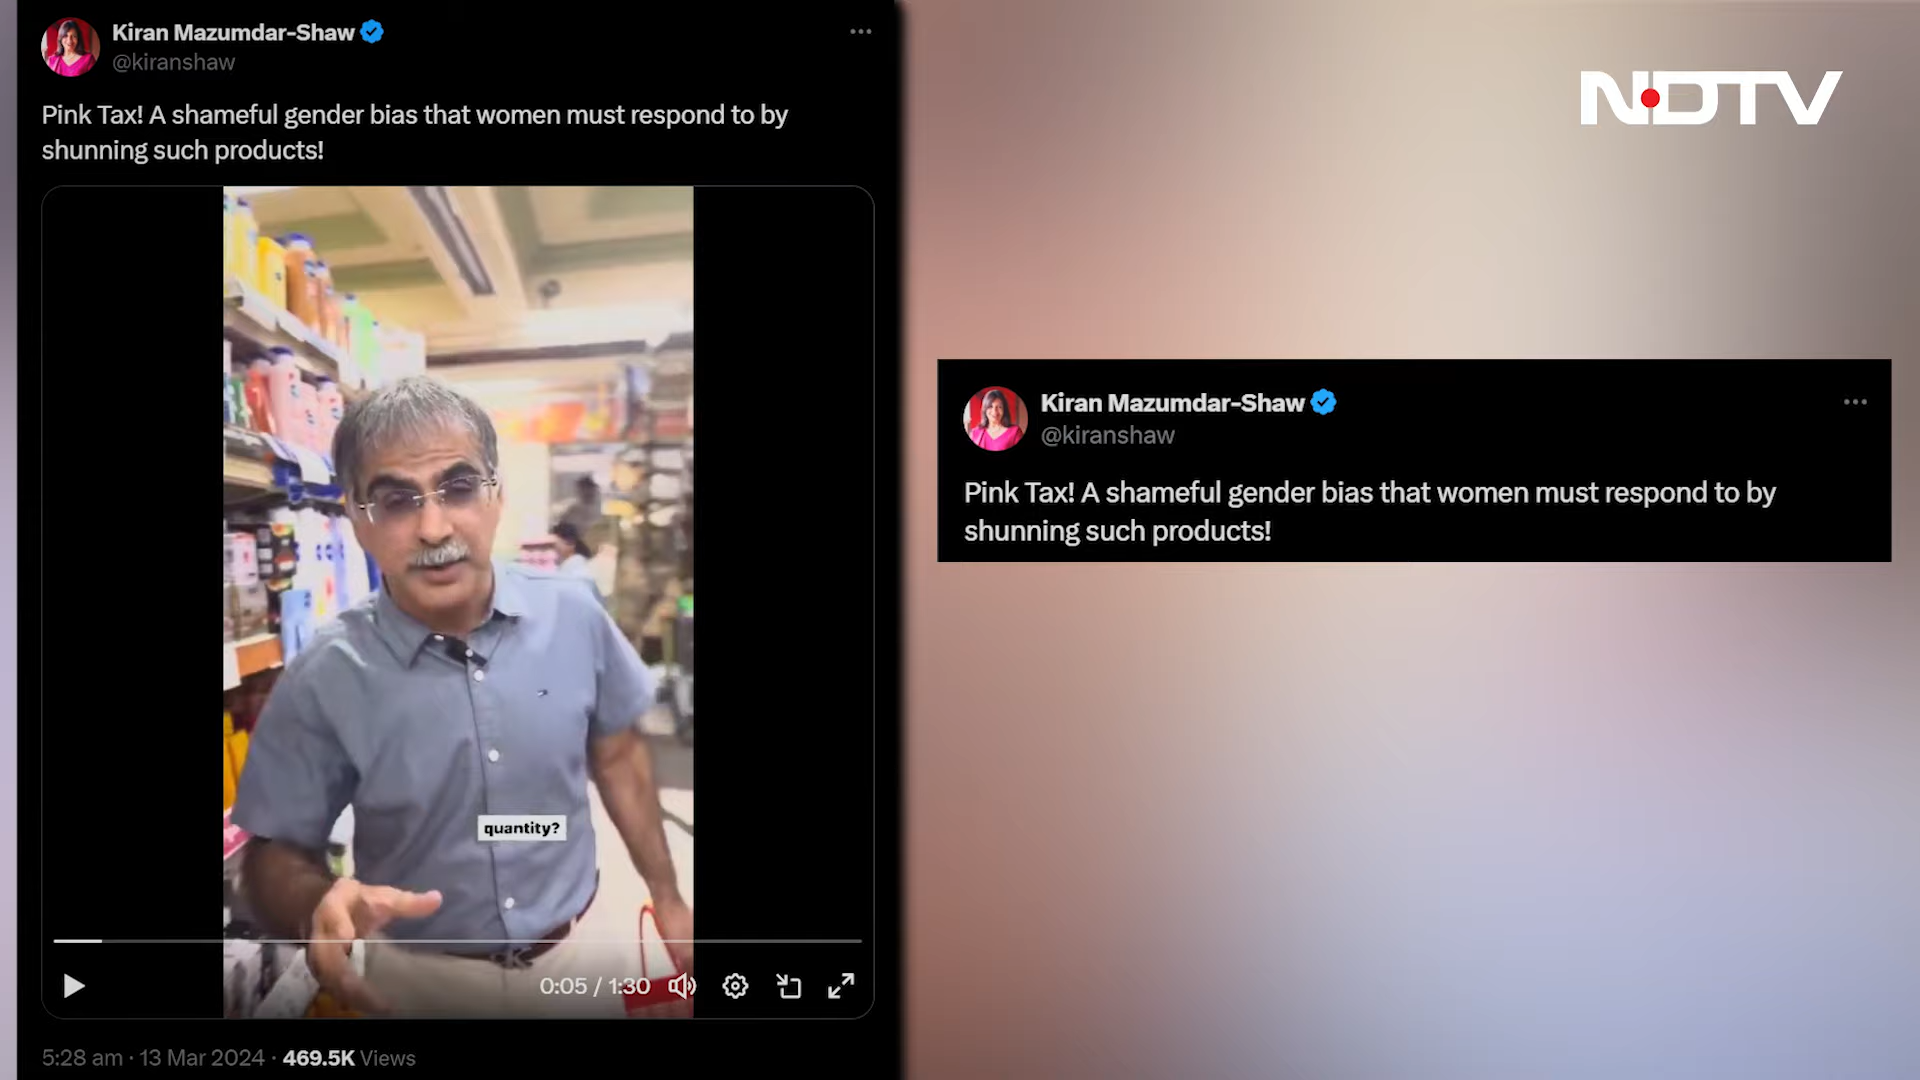 Kiran Mazumdar-Shaw
@kiranshaw
Pink Tax! A shameful gender bias that women must respond to by
shunning such products!
quantity?
0:05 / 1:30
5:28 am · 13 Mar 2024 · 469.5K Views
NDTV
Kiran Mazumdar-Shaw
@kiranshaw
Pink Tax! A shameful gender bias that women must respond to by
shunning such products!